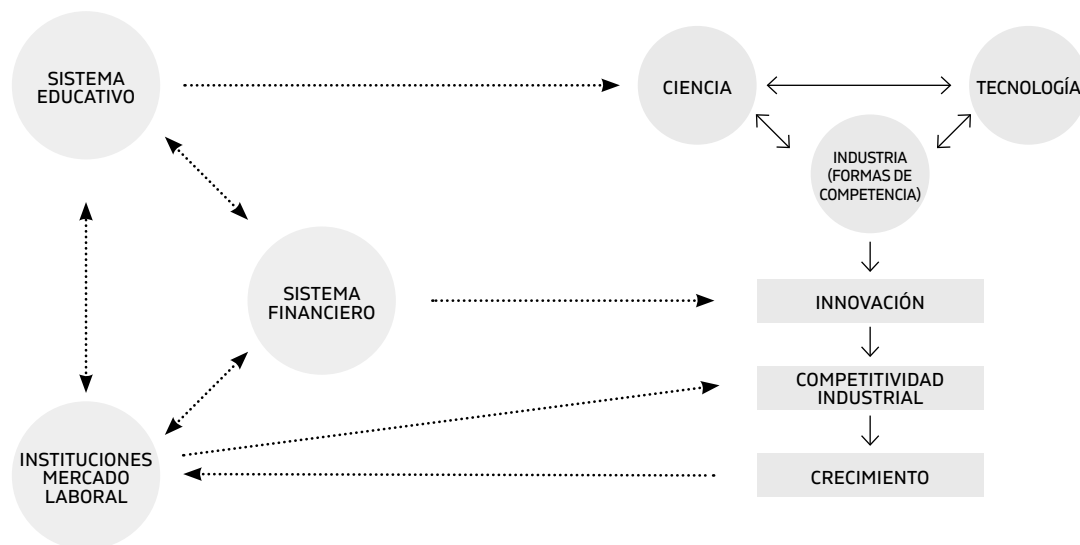 SISTEMA
EDUCATIVO
CIENCIA
TECNOLOGÍA
INDUSTRIA
(FORMAS DE
COMPETENCIA)
SISTEMA
FINANCIERO
INNOVACIÓN
COMPETITIVIDAD
INDUSTRIAL
INSTITUCIONES
MERCADO
LABORAL
CRECIMIENTO